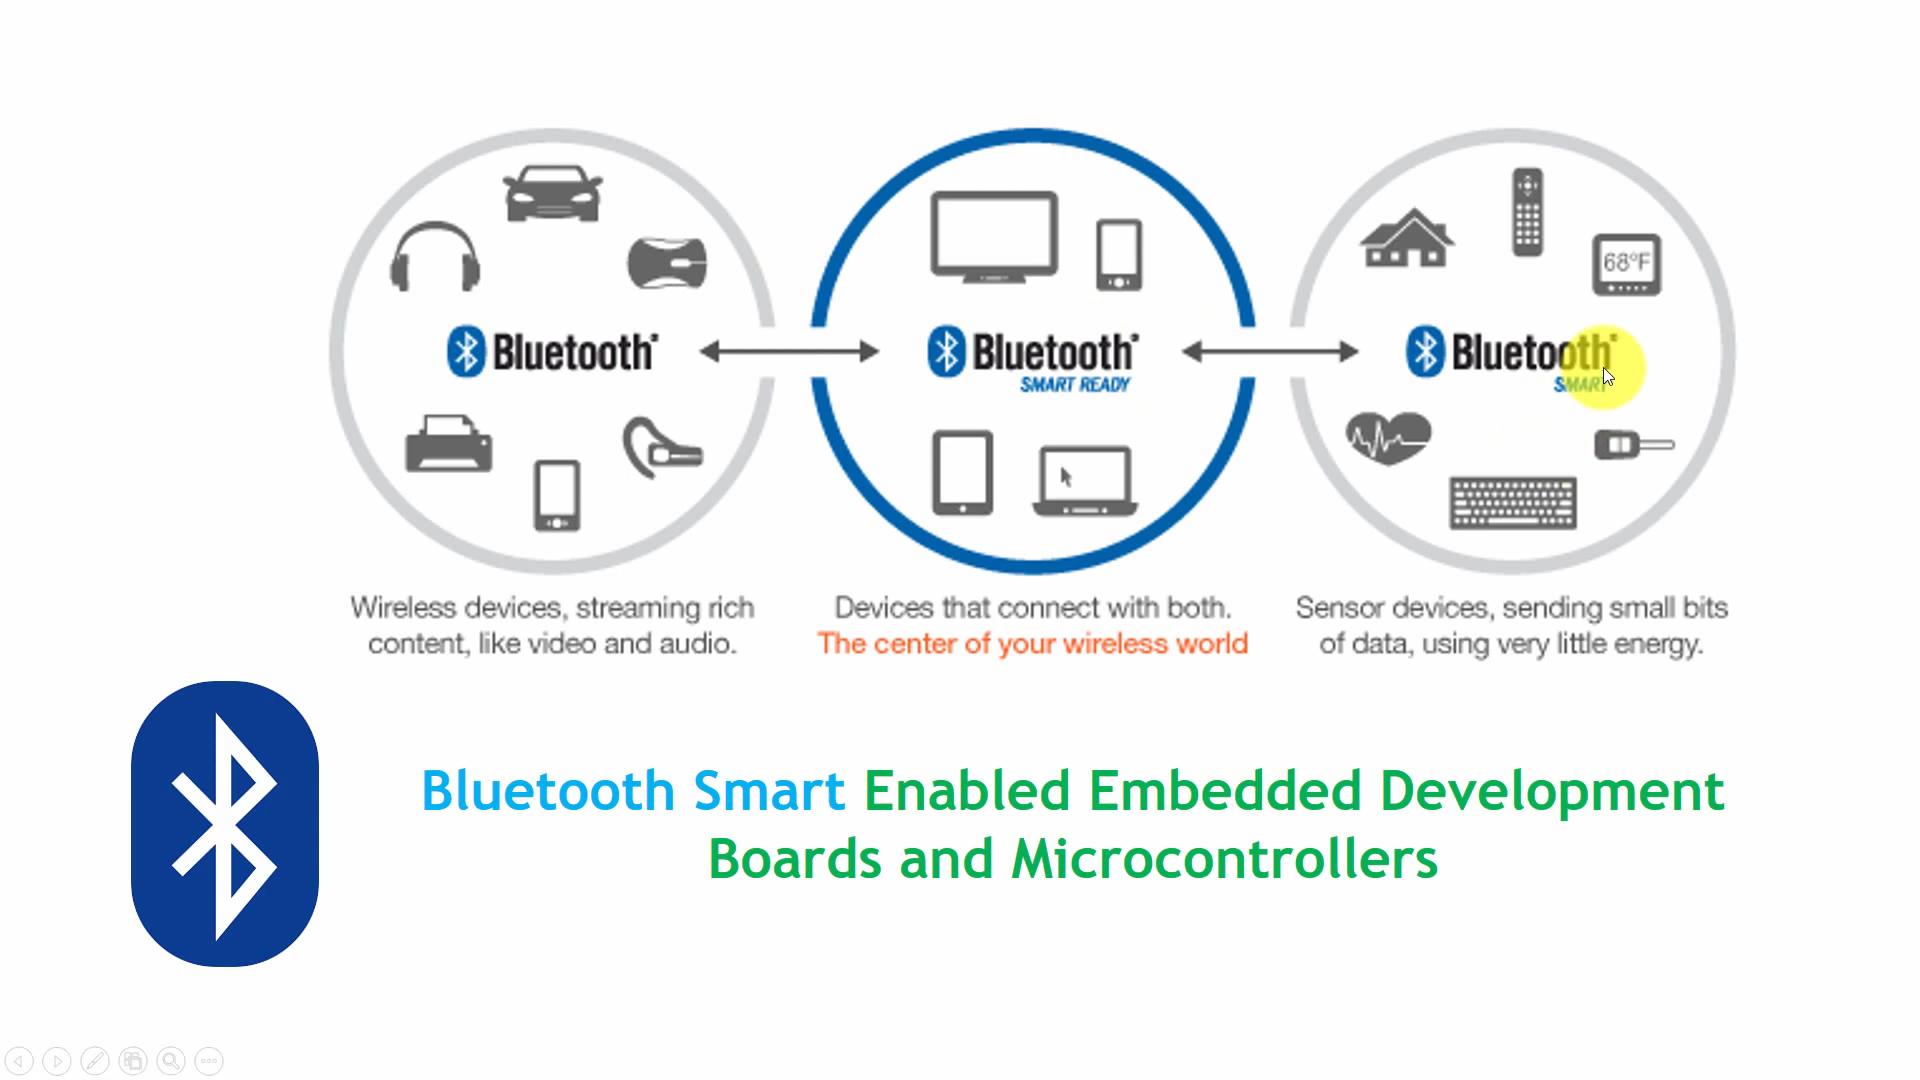 68°F
Bluetooth
Bluetooth
SMART READY
Bluetooth
SMART
Wireless devices, streaming rich
content, like video and audio.
Devices that connect with both.
The center of your wireless world
Sensor devices, sending small bits
of data, using very little energy.
Bluetooth Smart Enabled Embedded Development
Boards and Microcontrollers